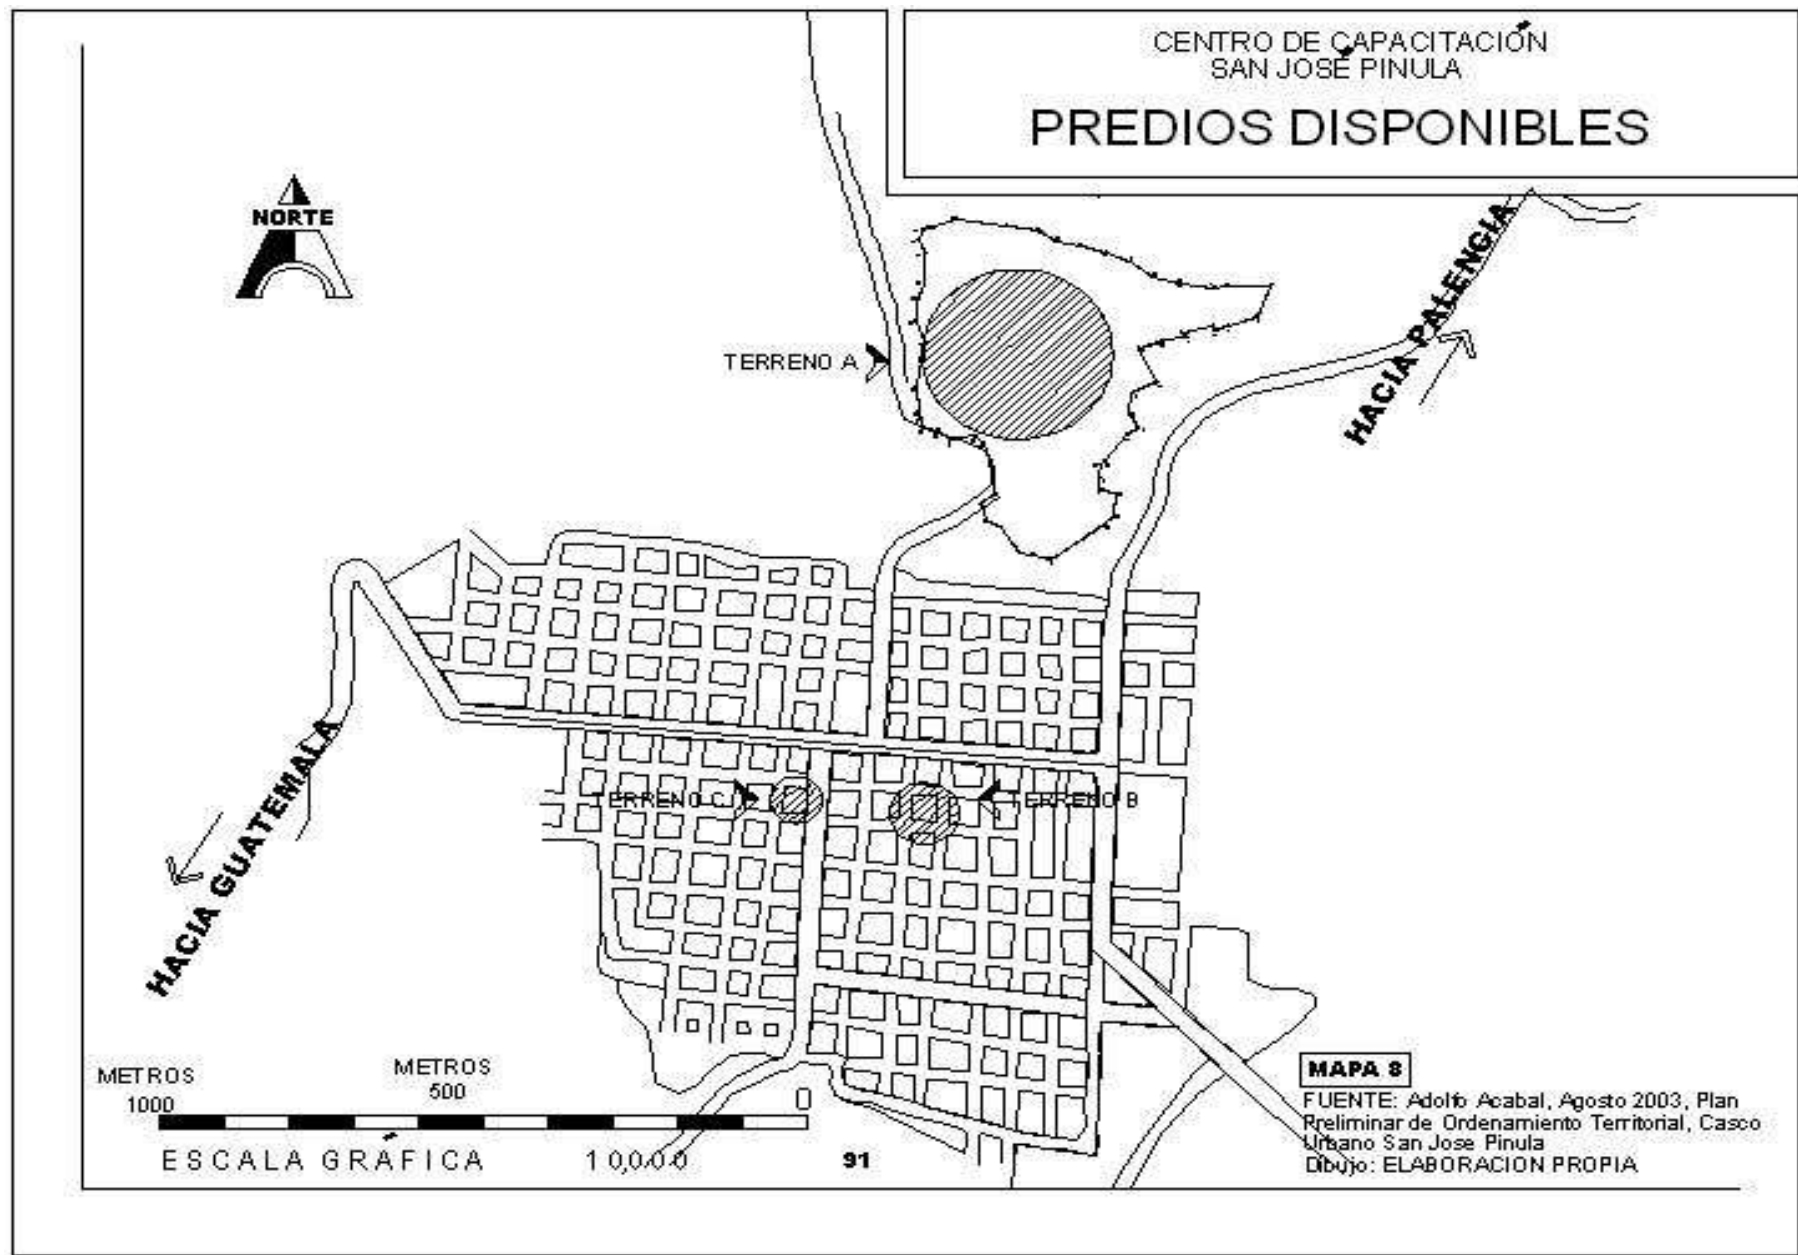 CENTRO DE CAPACITACIÓN
SAN JOSÉ PINULA
PREDIOS DISPONIBLES
NORTE
HACIA PALENCIA
TERRENO A
HACIA GUATEMALA
TERRENO C
TERRENO B
METROS
1000
METROS
500
0
ESCALA GRÁFICA 10,000
91
MAPA 8
FUENTE: Adolfo Acabal, Agosto 2003, Plan
Preliminar de Ordenamiento Territorial, Casco
Urbano San Jose Pinula
Dibujo: ELABORACION PROPIA